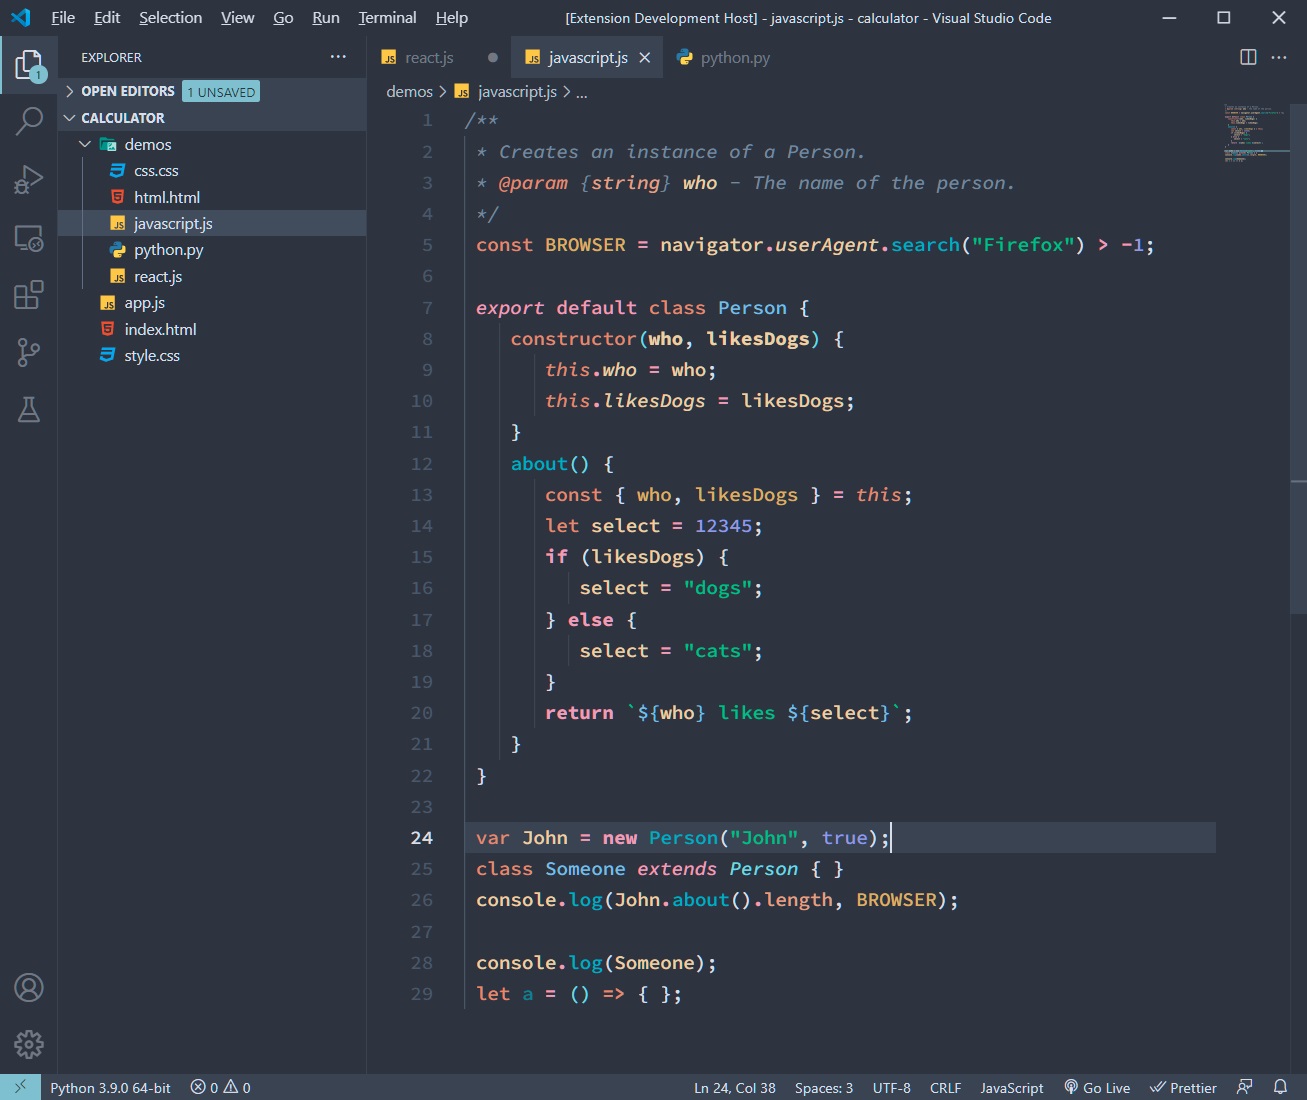 File Edit Selection View Go Run Terminal Help [Extension Development Host] - javascript.js - calculator - Visual Studio Code
EXPLORER
OPEN EDITORS 1 UNSAVED
CALCULATOR
demos
css.css
html.html
javascript.js
python.py
react.js
app.js
index.html
style.css
1
JS react.js JS javascript.js python.py
demos > JS javascript.js > ...
1 /**
2 * Creates an instance of a Person.
3 * @param {string} who - The name of the person.
4 */
5 const BROWSER = navigator.userAgent.search("Firefox") > -1;
6
7 export default class Person {
8 constructor(who, likesDogs) {
9 this.who = who;
10 this.likesDogs = likesDogs;
11 }
12 about() {
13 const { who, likesDogs } = this;
14 let select = 12345;
15 if (likesDogs) {
16 select = "dogs";
17 } else {
18 select = "cats";
19 }
20 return `${who} likes ${select}`;
21 }
22 }
23
24 var John = new Person("John", true);
25 class Someone extends Person { }
26 console.log(John.about().length, BROWSER);
27
28 console.log(Someone);
29 let a = () => { };
Python 3.9.0 64-bit 0 0 Ln 24, Col 38 Spaces: 3 UTF-8 CRLF JavaScript Go Live Prettier